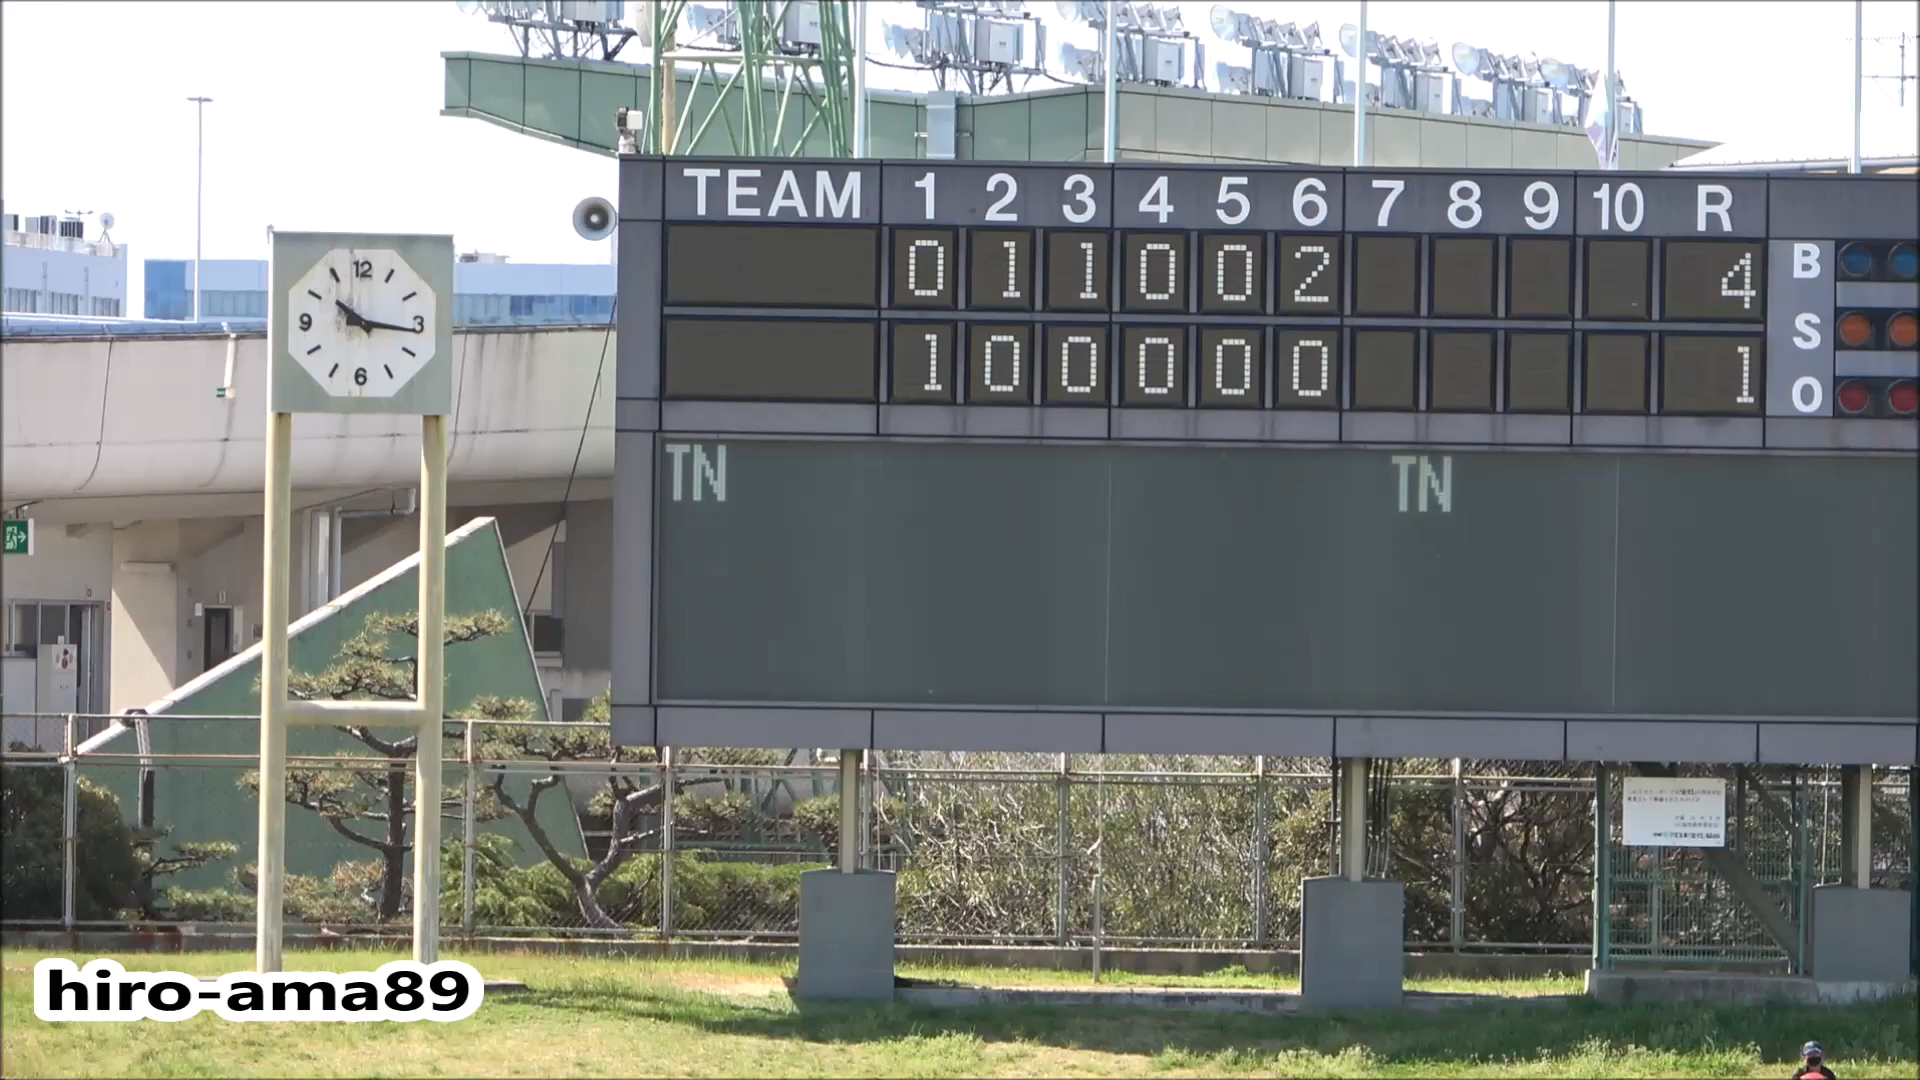 TEAM 1 2 3 4 5 6 7 8 9 10 R
0 1 1 0 0 2 4
B
1 0 0 0 0 0 1
S
O
TN TN
12
9 3
6
hiro-ama89